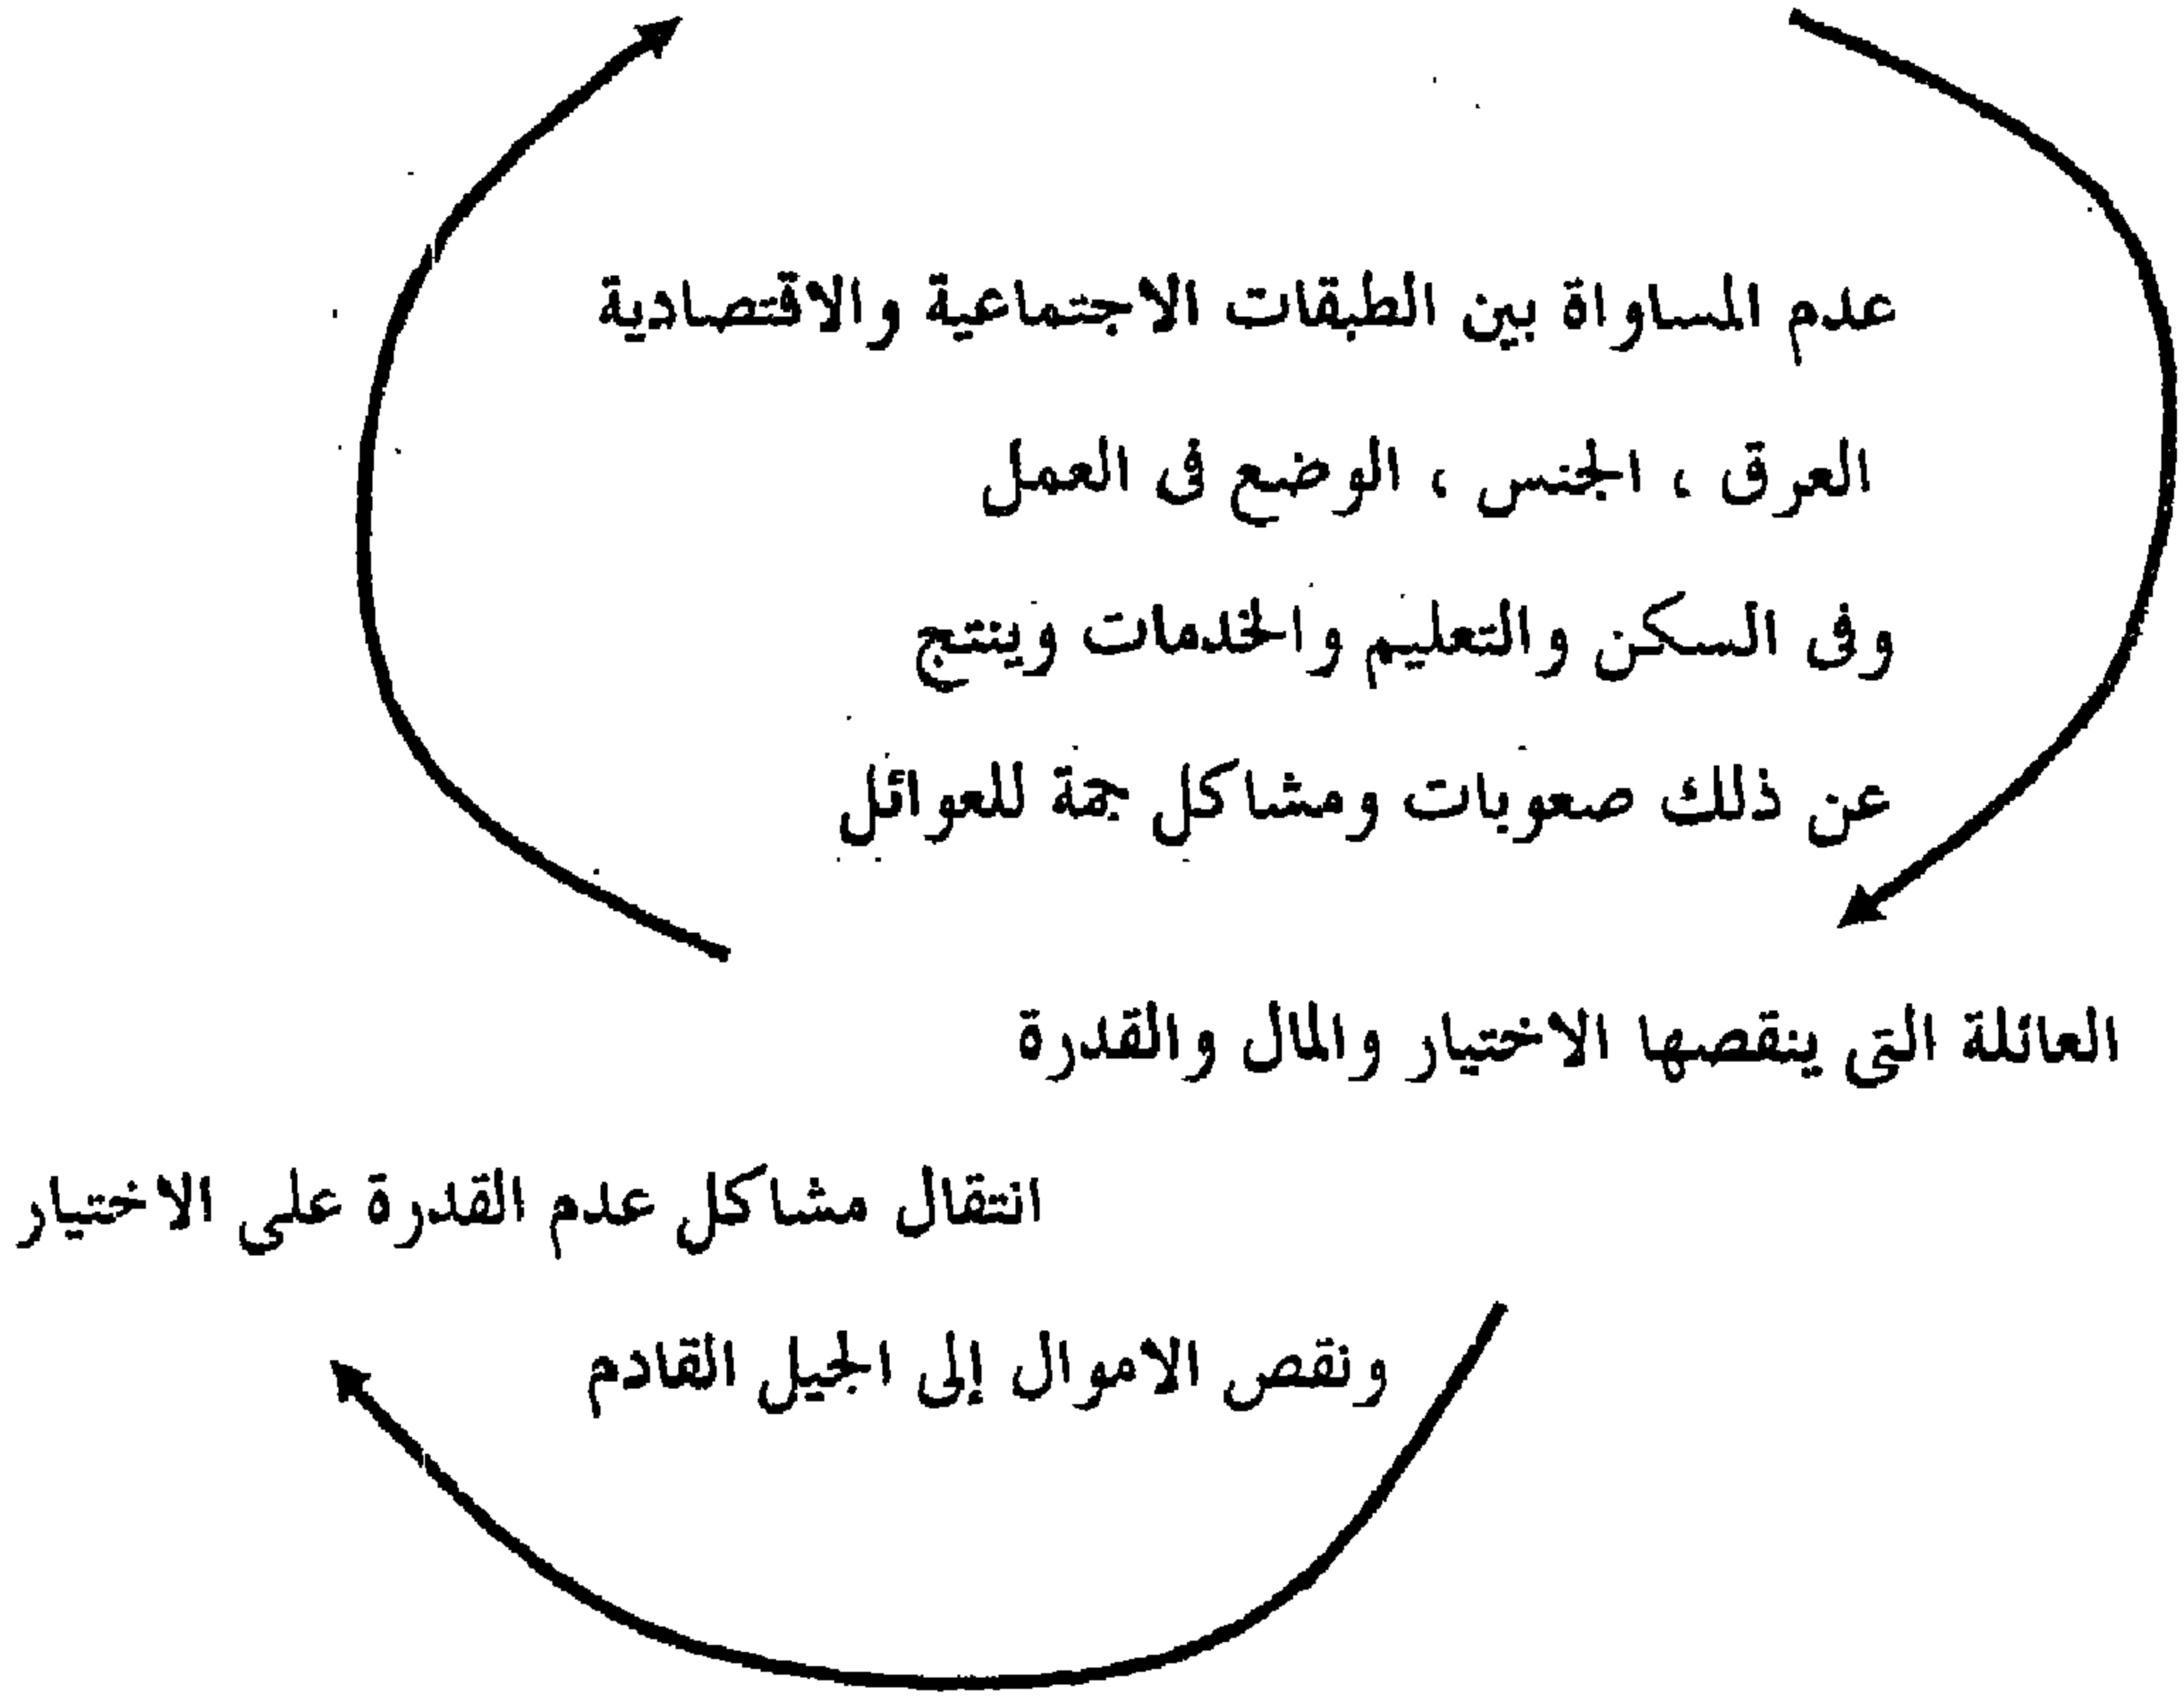 عدم المساواة بين الطبقات الاجتماعية والاقتصادية
العرق ، الجنس ، الوضع فى العمل
وفى السكن والتعليم والخدمات وينتج
عن ذلك صعوبات ومشاكل جمة للعوائل
العائلة التى ينقصها الاختيار والمال والقدرة
انتقال مشاكل عدم القدرة على الاختيار
ونقص الاموال إلى الجيل القادم